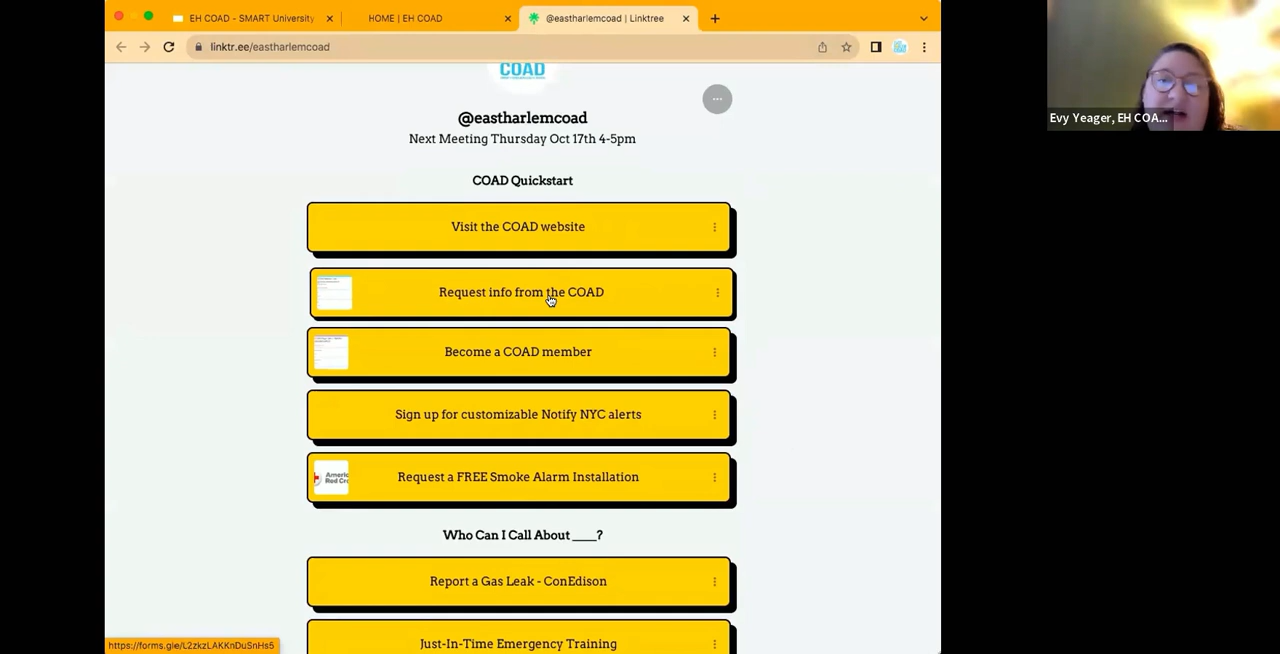 EH COAD - SMART University
HOME | EH COAD
@eastharlemcoad | Linktree
linktr.ee/eastharlemcoad
COAD
@eastharlemcoad
Next Meeting Thursday Oct 17th 4-5pm
COAD Quickstart
Visit the COAD website
Request info from the COAD
Become a COAD member
Sign up for customizable Notify NYC alerts
Americ
Red Cro
Request a FREE Smoke Alarm Installation
Who Can I Call About ____?
Report a Gas Leak - ConEdison
Just-In-Time Emergency Training
https://forms.gle/L2zkzLAKKnDuSnHs5
Evy Yeager, EH COA...